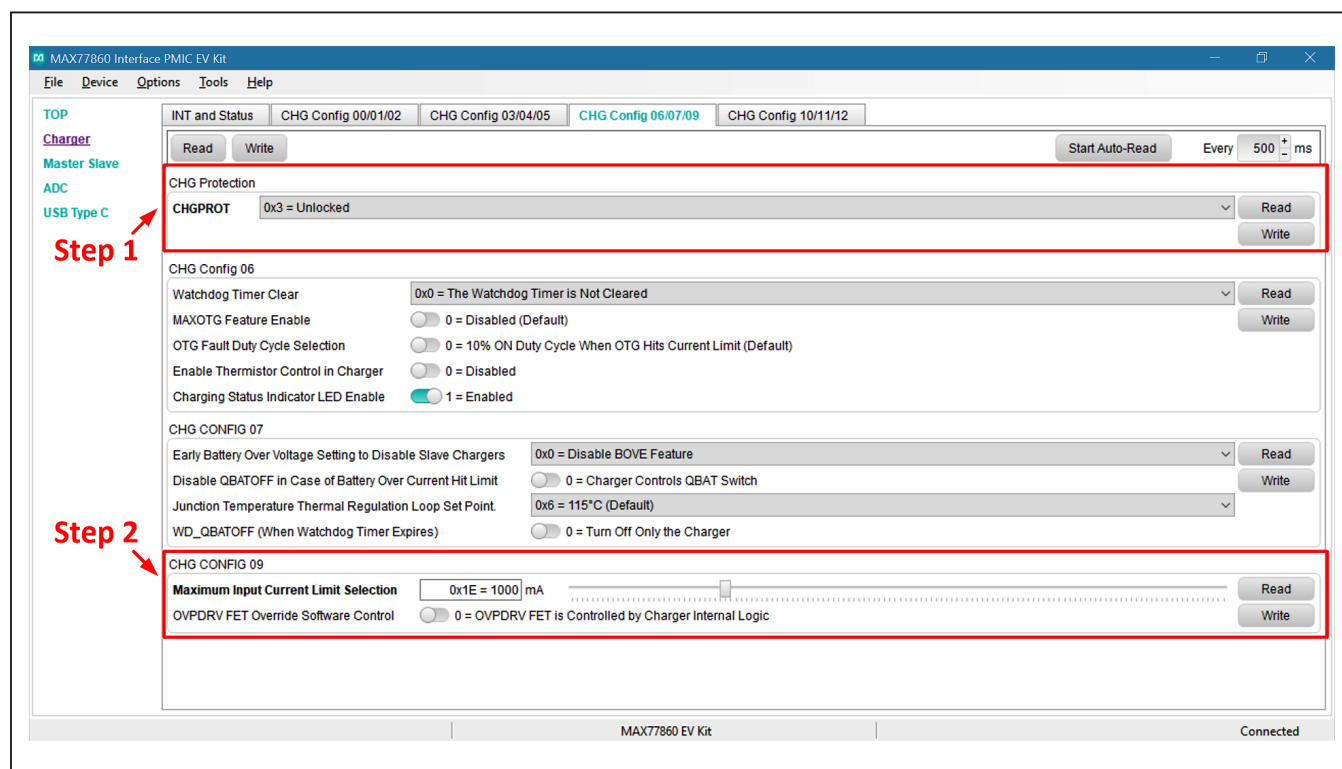 MAX77860 Interface PMIC EV Kit
File Device Options Tools Help
TOP
Charger
Master Slave
ADC
USB Type C
INT and Status CHG Config 00/01/02 CHG Config 03/04/05 CHG Config 06/07/09 CHG Config 10/11/12
Read Write Start Auto-Read Every 500 + - ms
CHG Protection
CHGPROT 0x3 = Unlocked Read
Write
Step 1
CHG Config 06
Watchdog Timer Clear 0x0 = The Watchdog Timer is Not Cleared Read
MAXOTG Feature Enable 0 = Disabled (Default) Write
OTG Fault Duty Cycle Selection 0 = 10% ON Duty Cycle When OTG Hits Current Limit (Default)
Enable Thermistor Control in Charger 0 = Disabled
Charging Status Indicator LED Enable 1 = Enabled
CHG CONFIG 07
Early Battery Over Voltage Setting to Disable Slave Chargers 0x0 = Disable BOVE Feature Read
Disable QBATOFF in Case of Battery Over Current Hit Limit 0 = Charger Controls QBAT Switch Write
Junction Temperature Thermal Regulation Loop Set Point. 0x6 = 115°C (Default)
WD_QBATOFF (When Watchdog Timer Expires) 0 = Turn Off Only the Charger
Step 2
CHG CONFIG 09
Maximum Input Current Limit Selection 0x1E = 1000 mA Read
OVPDRV FET Override Software Control 0 = OVPDRV FET is Controlled by Charger Internal Logic Write
MAX77860 EV Kit Connected